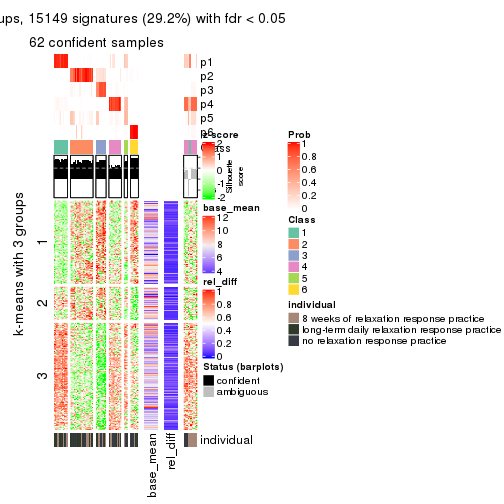 ups, 15149 signatures (29.2%) with fdr < 0.05
62 confident samples
p1
p2
p3
p4
p5
p6
Class
Silhouette
score
k-means with 3 groups
1
2
3
z-score
2
1
0
-1
-2
base_mean
12
10
8
6
4
rel_diff
1
0.8
0.6
0.4
0.2
0
Status (barplots)
confident
ambiguous
individual
base_mean
rel_diff
Prob
1
0.8
0.6
0.4
0.2
0
Class
1
2
3
4
5
6
individual
8 weeks of relaxation response practice
long-term daily relaxation response practice
no relaxation response practice